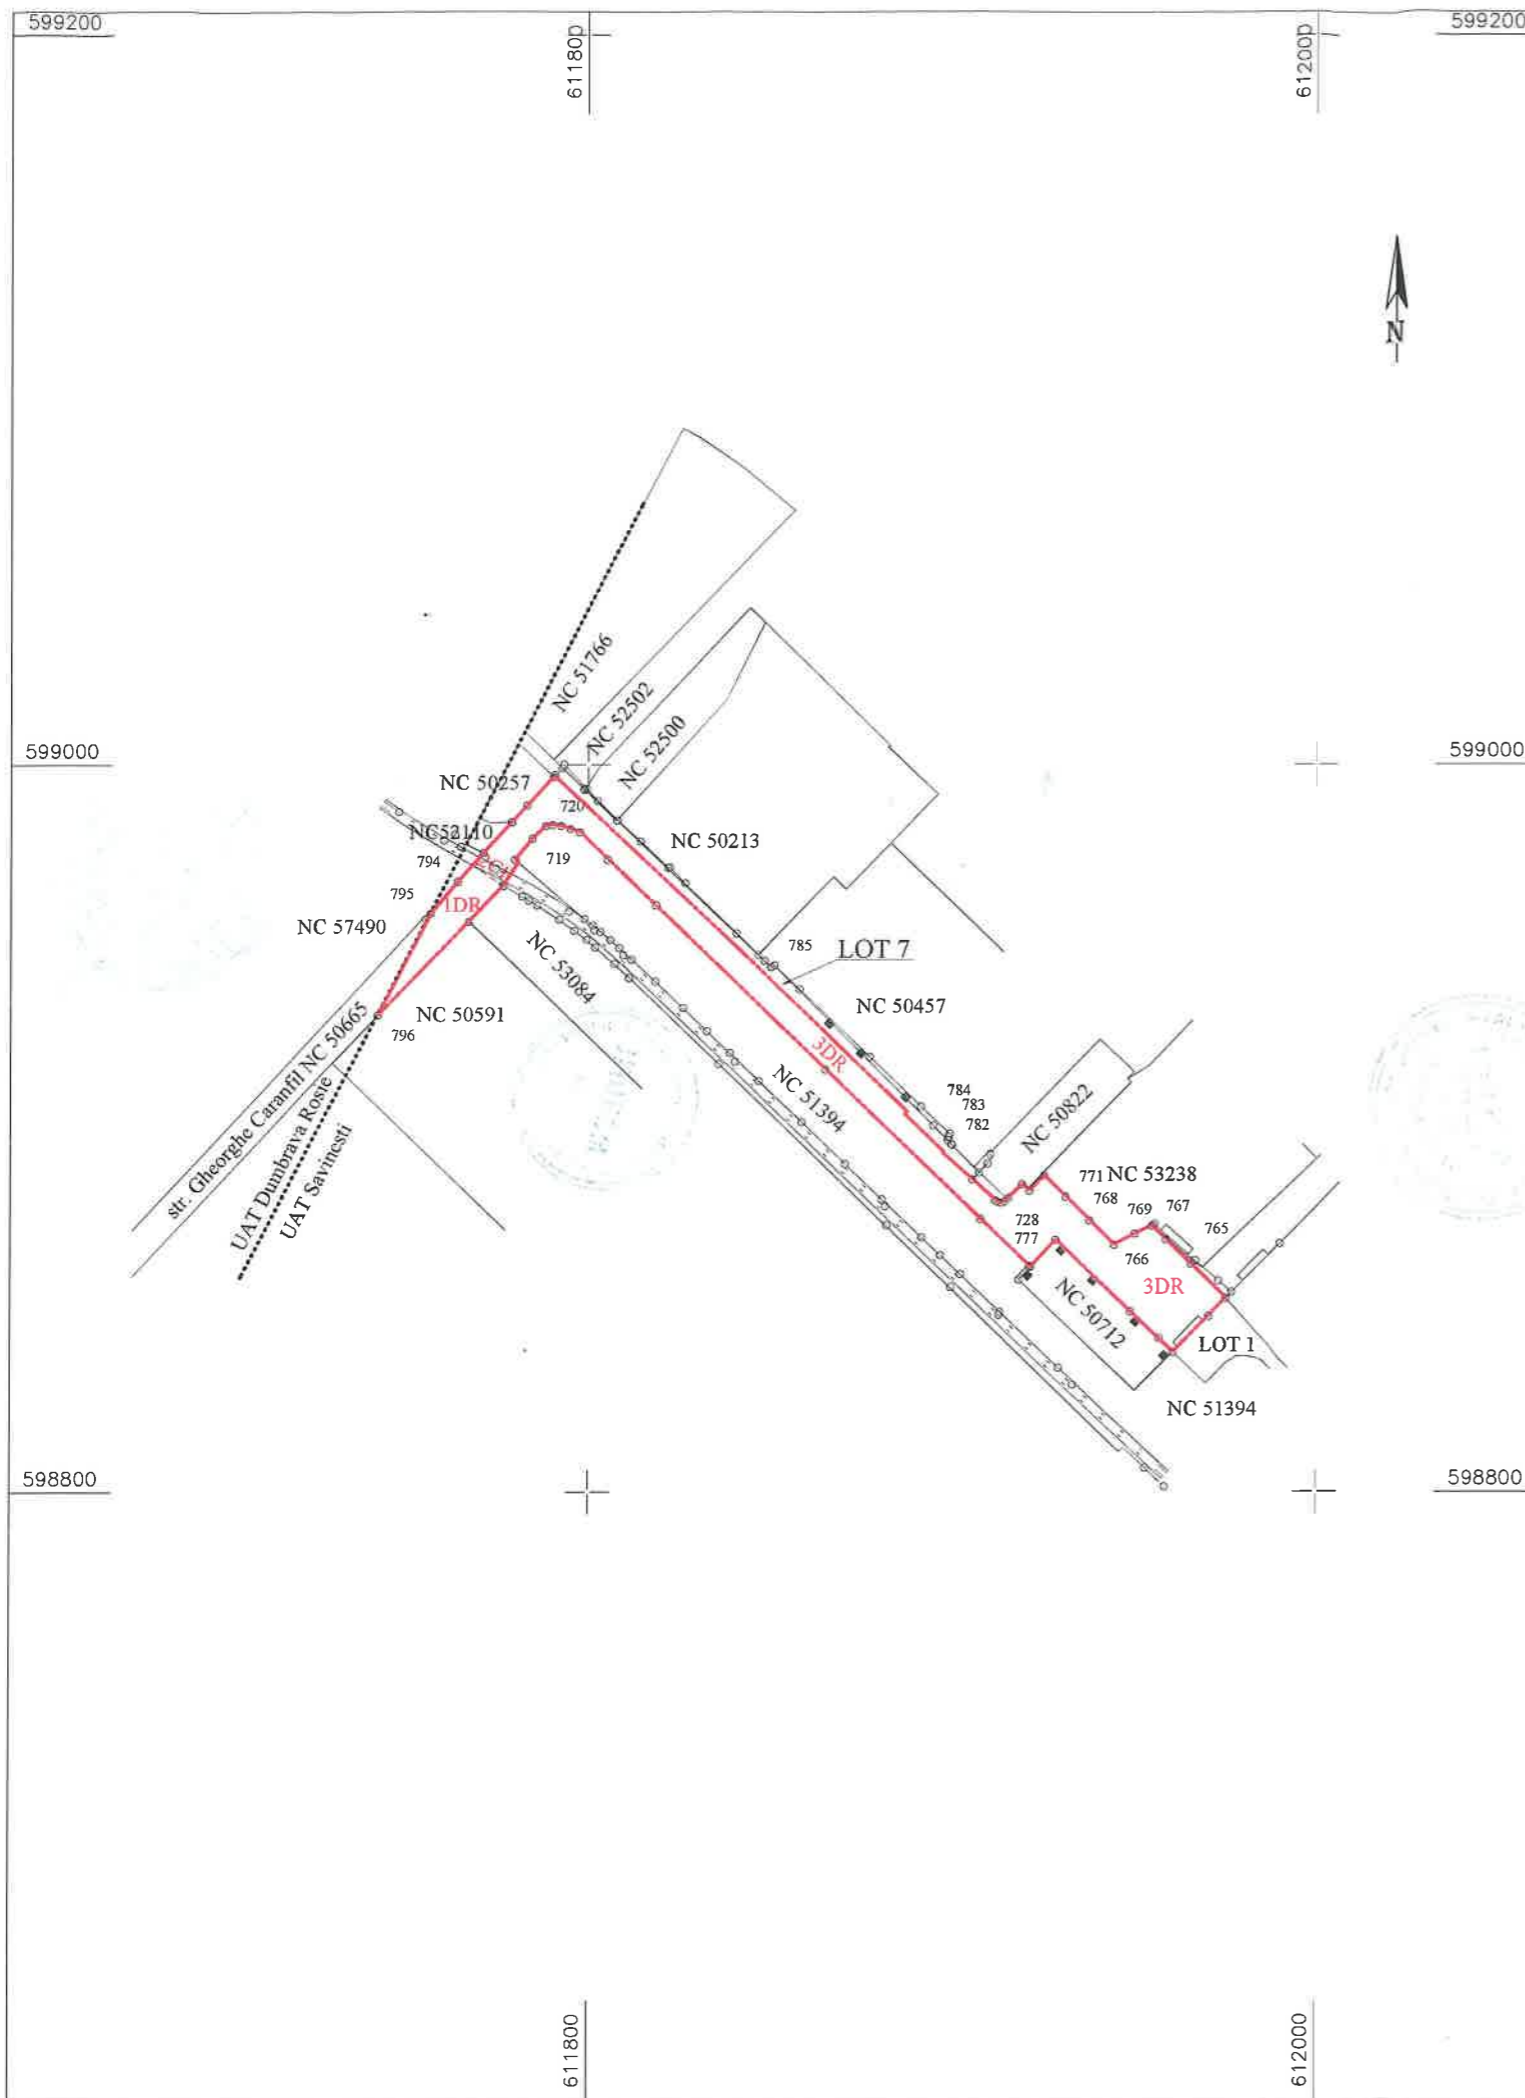 599200
611800
612000
599200
N
NC 51766
NC 52502
NC 52500
599000
599000
NC 50257
720
NC52110
719
NC 50213
794
795
1DR
785
LOT 7
NC 57490
NC 53084
NC 50457
NC 50591
796
3DR
str. Gheorghe Caranfil NC 50665
NC 51394
784
783
782
NC 50822
UAT Dumbrava Rosie
UAT Savinesti
771
NC 53238
768
769
767
728
777
766
765
3DR
NC 50712
LOT 1
NC 51394
598800
598800
611800
612000